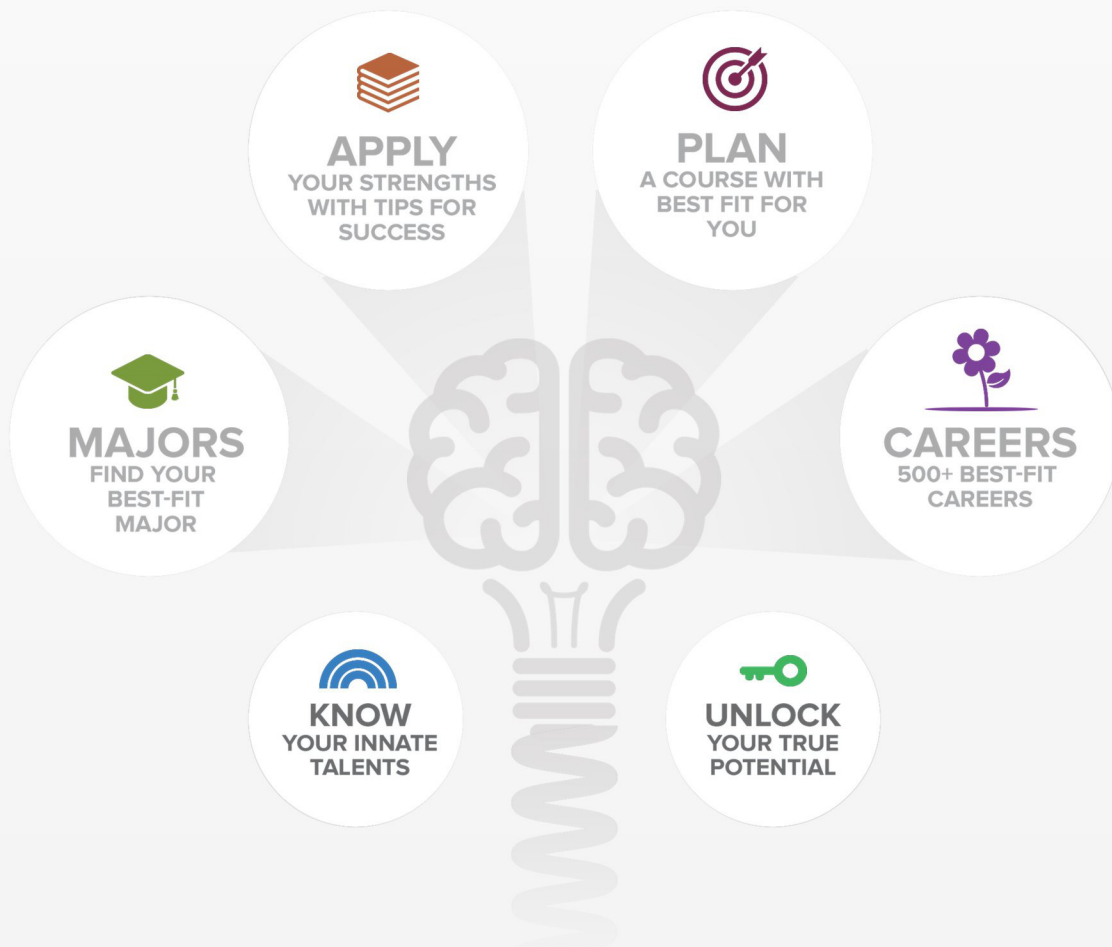 APPLY
YOUR STRENGTHS
WITH TIPS FOR
SUCCESS
PLAN
A COURSE WITH
BEST FIT FOR
YOU
MAJORS
FIND YOUR
BEST-FIT
MAJOR
CAREERS
500+ BEST-FIT
CAREERS
KNOW
YOUR INNATE
TALENTS
UNLOCK
YOUR TRUE
POTENTIAL